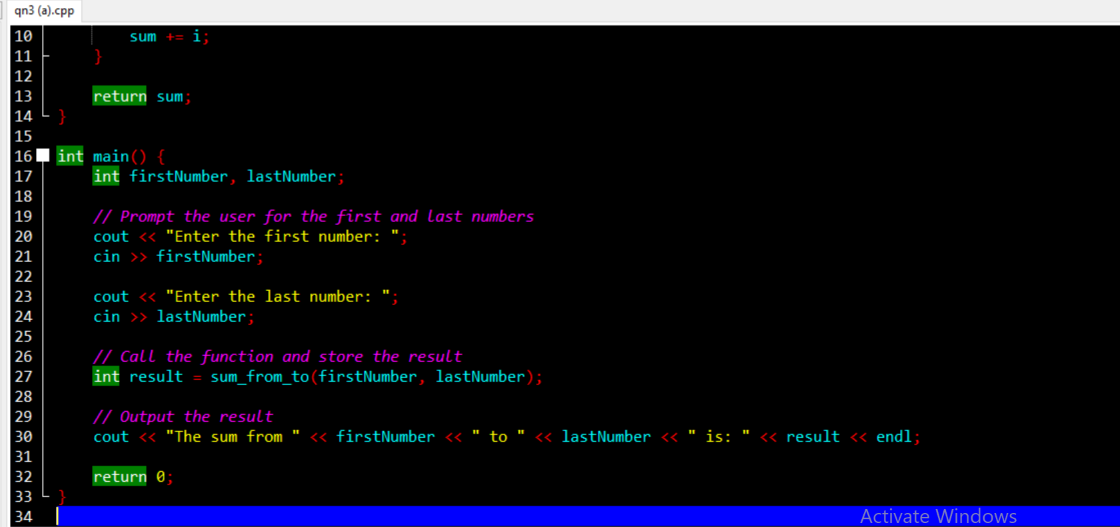 qn3 (a).cpp
10 sum += i;
11 }
12
13 return sum;
14 }
15
16 int main() {
17 int firstNumber, lastNumber;
18
19 // Prompt the user for the first and last numbers
20 cout << "Enter the first number: ";
21 cin >> firstNumber;
22
23 cout << "Enter the last number: ";
24 cin >> lastNumber;
25
26 // Call the function and store the result
27 int result = sum_from_to(firstNumber, lastNumber);
28
29 // Output the result
30 cout << "The sum from " << firstNumber << " to " << lastNumber << " is: " << result << endl;
31
32 return 0;
33 }
34
Activate Windows